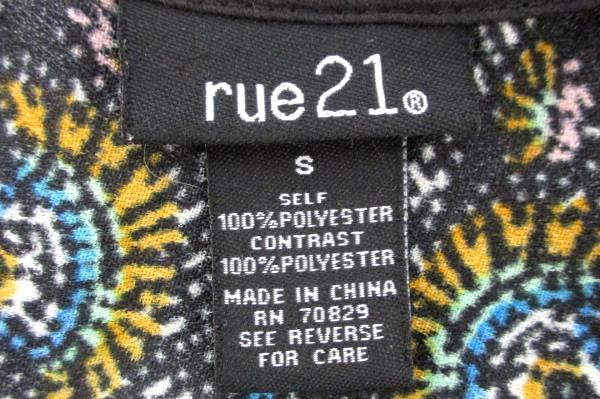 rue21®
S
SELF
100%POLYESTER
CONTRAST
100%POLYESTER
MADE IN CHINA
RN 70829
SEE REVERSE
FOR CARE